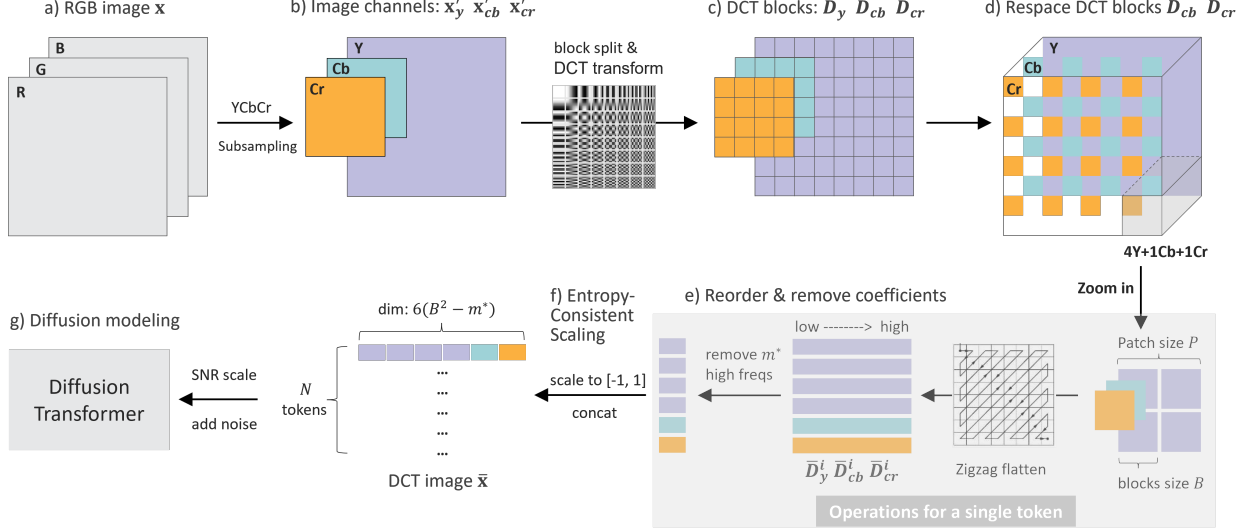 a) RGB image x
b) Image channels: x′y x′cb x′cr
c) DCT blocks: Dy Dcb Dcr
d) Respace DCT blocks Dcb Dcr
B
G
R
YCbCr
Subsampling
Y
Cb
Cr
block split &
DCT transform
Y
Cb
Cr
4Y+1Cb+1Cr
Zoom in
e) Reorder & remove coefficients
low --------> high
remove m*
high freqs
D̄ⁱy D̄ⁱcb D̄ⁱcr
Zigzag flatten
Patch size P
blocks size B
Operations for a single token
f) Entropy-
Consistent
Scaling
scale to [-1, 1]
concat
dim: 6(B² − m*)
N
tokens
...
...
...
...
...
DCT image x̄
SNR scale
add noise
g) Diffusion modeling
Diffusion
Transformer